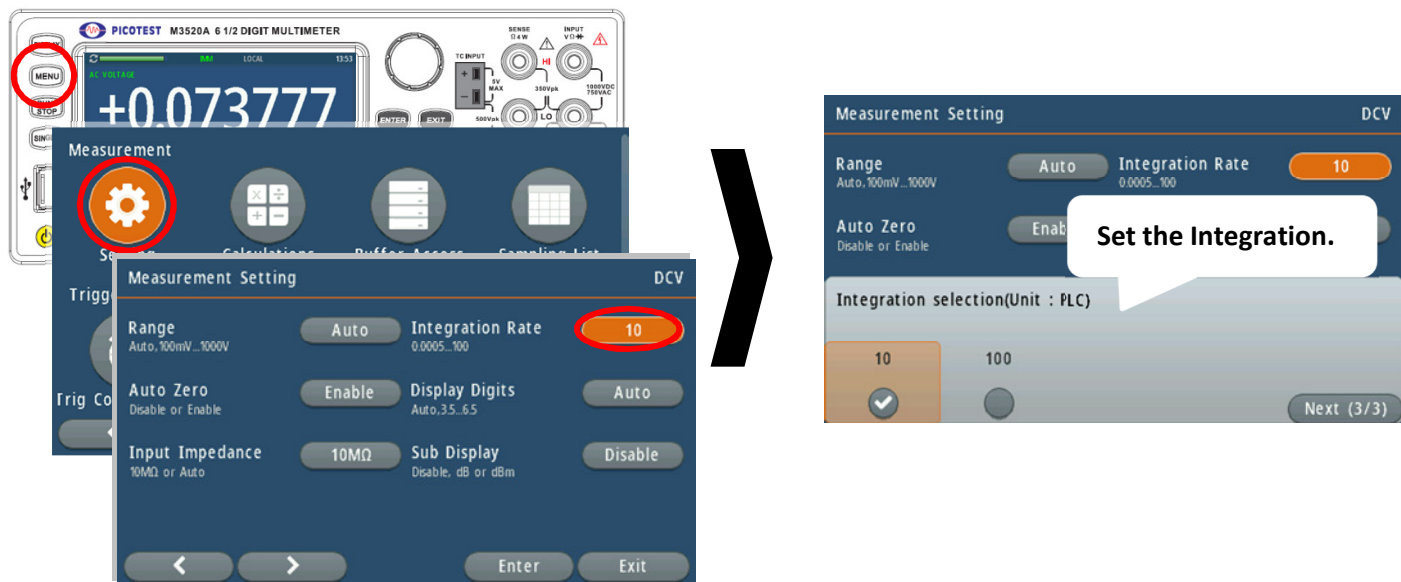 PICOTEST M3520A 6 1/2 DIGIT MULTIMETER
MENU
STOP
LOCAL 13:53
AC VOLTAGE
+0.073777
ENTER EXIT
TC INPUT
+
-
5V
MAX
SENSE
Ω 4 W
INPUT
HI
350Vpk
1000VDC
750VAC
LO
Measurement
Trig Co
Measurement Setting DCV
Range Auto Integration Rate 10
Auto,100mV...1000V 0.0005...100
Auto Zero Enable Display Digits Auto
Disable or Enable Auto,3.5...6.5
Input Impedance 10MΩ Sub Display Disable
10MΩ or Auto Disable, dB or dBm
< > Enter Exit
Measurement Setting DCV
Range Auto Integration Rate 10
Auto,100mV...1000V 0.0005...100
Auto Zero Enab
Disable or Enable
Set the Integration.
Integration selection(Unit : PLC)
10 100
Next (3/3)